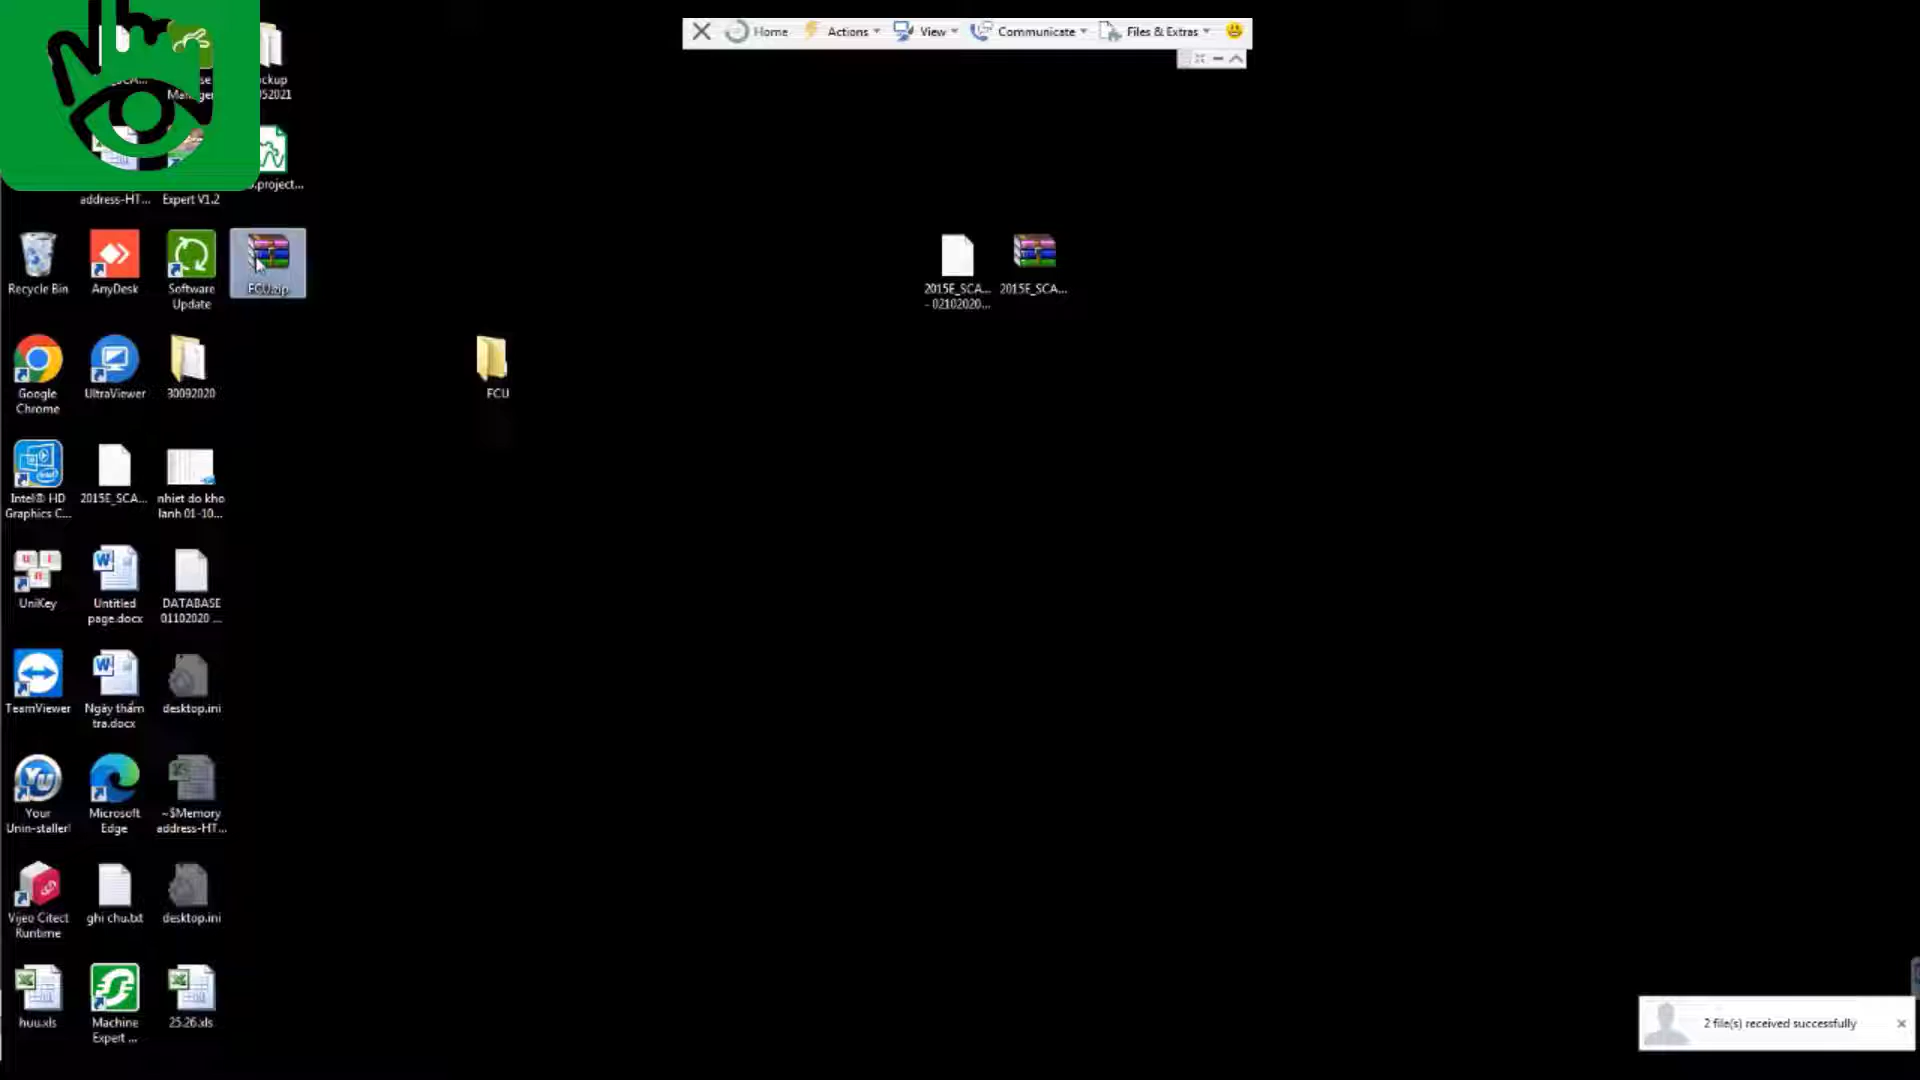 Home Actions View Communicate Files & Extras
Manager
052021
address-HT...
Expert V1.2
.project...
Recycle Bin
AnyDesk
Software
Update
FCU.zip
2015E_SCA...
- 02102020...
2015E_SCA...
Google
Chrome
UltraViewer
30092020
FCU
Intel® HD
Graphics C...
2015E_SCA...
nhiet do kho
lanh 01-10...
UniKey
Untitled
page.docx
DATABASE
01102020 ...
TeamViewer
Ngày thẩm
tra.docx
desktop.ini
Your
Unin-staller!
Microsoft
Edge
~$Memory
address-HT...
Vijeo Citect
Runtime
ghi chu.txt
desktop.ini
huu.xls
Machine
Expert ...
25.26.xls
2 file(s) received successfully